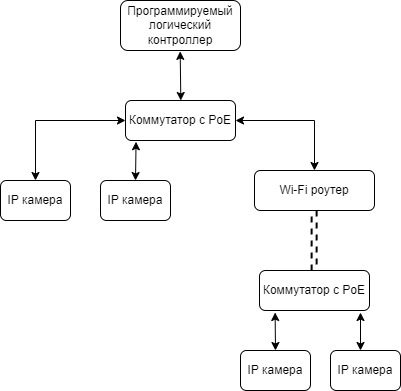 Программируемый
логический
контроллер
Коммутатор с PoE
IP камера
IP камера
Wi-Fi роутер
Коммутатор с PoE
IP камера
IP камера